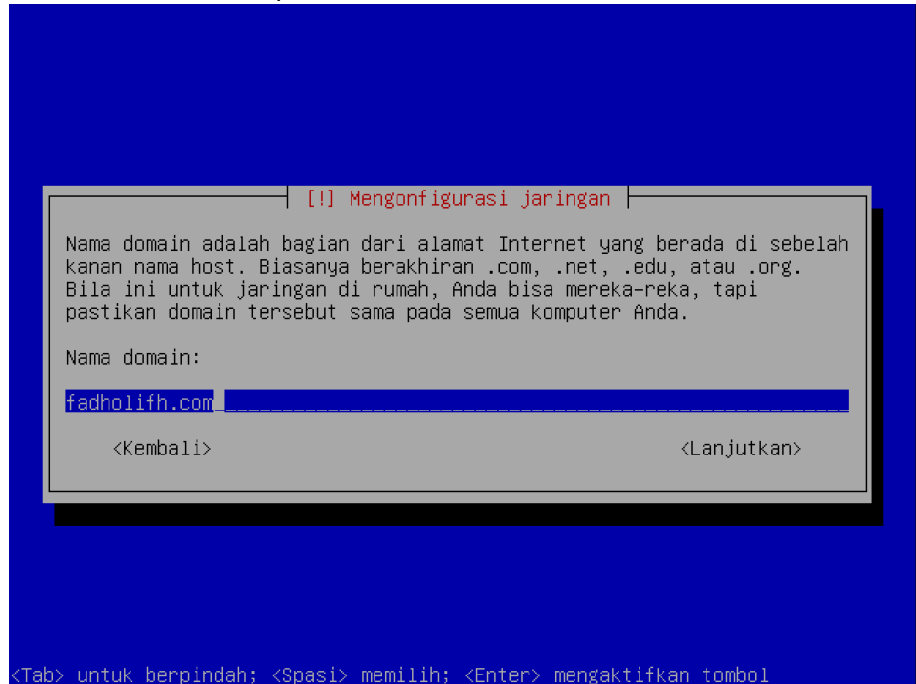 [!] Mengonfigurasi jaringan
Nama domain adalah bagian dari alamat Internet yang berada di sebelah
kanan nama host. Biasanya berakhiran .com, .net, .edu, atau .org.
Bila ini untuk jaringan di rumah, Anda bisa mereka-reka, tapi
pastikan domain tersebut sama pada semua komputer Anda.
Nama domain:
fadholifh.com
<Kembali> <Lanjutkan>
<Tab> untuk berpindah; <Spasi> memilih; <Enter> mengaktifkan tombol